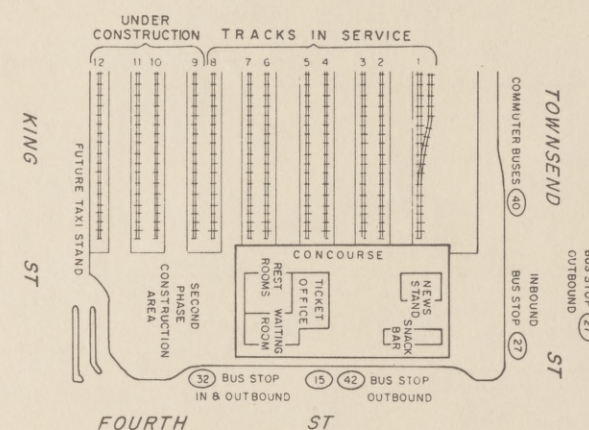 UNDER
CONSTRUCTION
TRACKS IN SERVICE
12 11 10 9 8 7 6 5 4 3 2 1
KING ST
FUTURE TAXI STAND
COMMUTER BUSES 40
TOWNSEND ST
INBOUND
BUS STOP 27
OUTBOUND
BUS STOP 27
SECOND
PHASE
CONSTRUCTION
AREA
CONCOURSE
REST
ROOMS
TICKET
OFFICE
WAITING
ROOM
NEWS
STAND
SNACK
BAR
32 BUS STOP
IN & OUTBOUND
15 42 BUS STOP
OUTBOUND
FOURTH ST